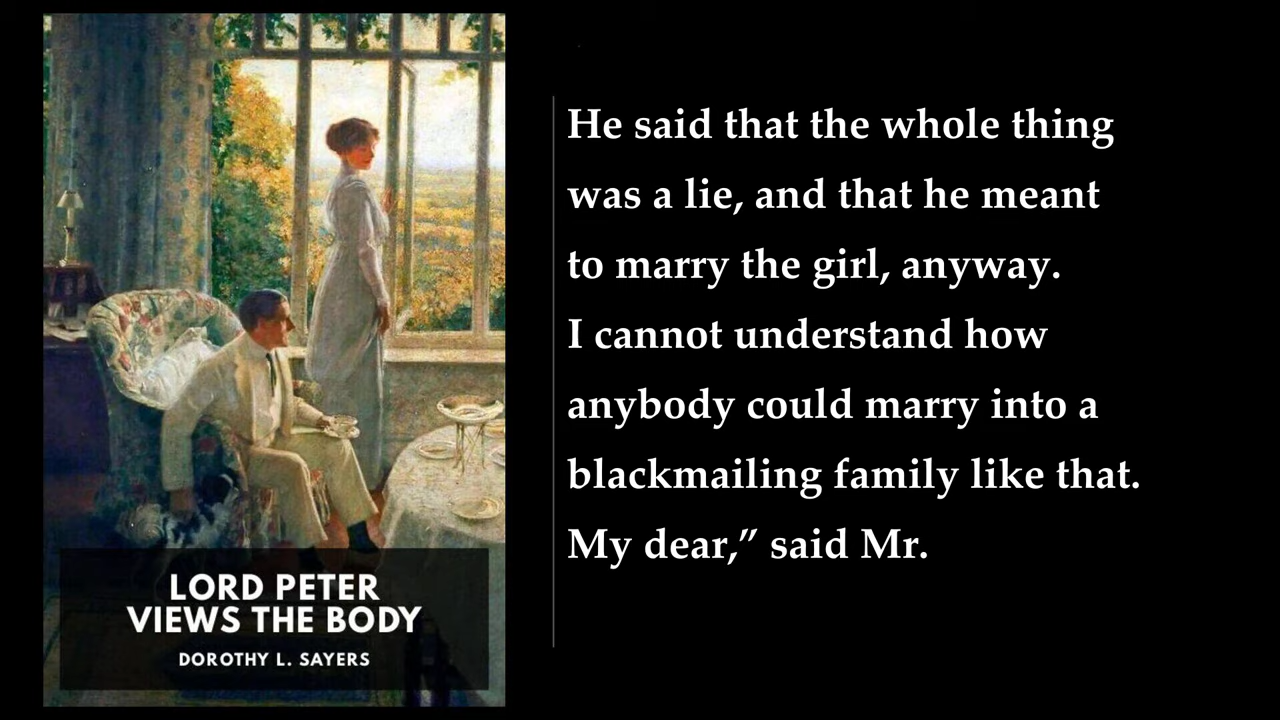 He said that the whole thing
was a lie, and that he meant
to marry the girl, anyway.
I cannot understand how
anybody could marry into a
blackmailing family like that.
My dear,” said Mr.
LORD PETER
VIEWS THE BODY
DOROTHY L. SAYERS